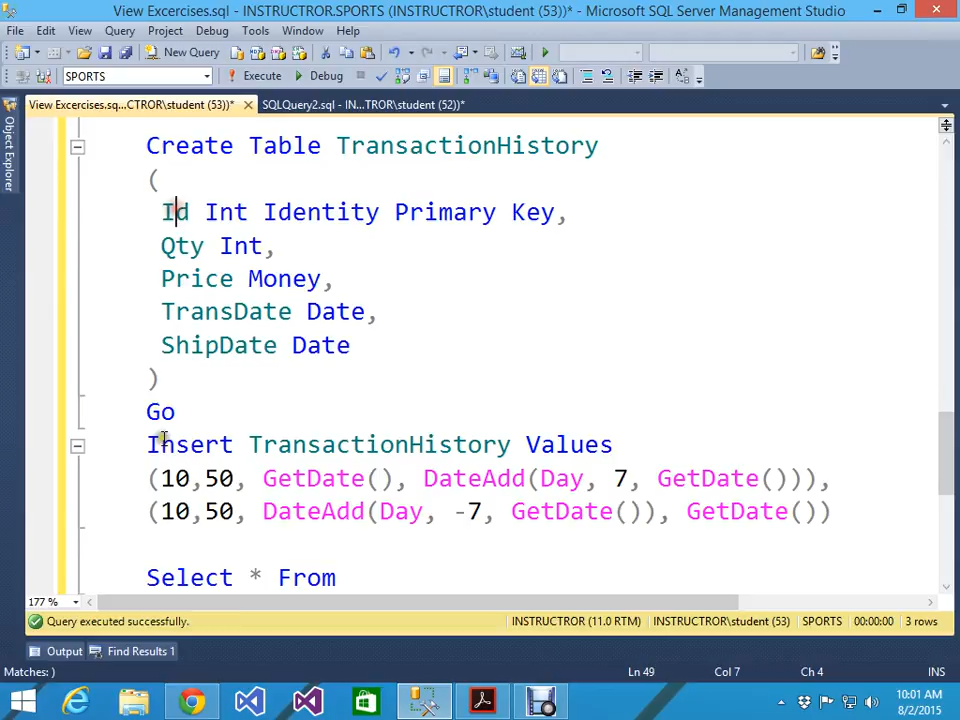 View Excercises.sql - INSTRUCTROR.SPORTS (INSTRUCTROR\student (53))* - Microsoft SQL Server Management Studio
File Edit View Query Project Debug Tools Window Help
New Query
SPORTS Execute Debug
View Excercises.sq...CTROR\student (53))* SQLQuery2.sql - IN...TROR\student (52))*
Object Explorer
Create Table TransactionHistory
(
Id Int Identity Primary Key,
Qty Int,
Price Money,
TransDate Date,
ShipDate Date
)
Go
Insert TransactionHistory Values
(10,50, GetDate(), DateAdd(Day, 7, GetDate())),
(10,50, DateAdd(Day, -7, GetDate()), GetDate())
Select * From
177 %
Query executed successfully. INSTRUCTROR (11.0 RTM) INSTRUCTROR\student (53) SPORTS 00:00:00 3 rows
Output Find Results 1
Matches: ) Ln 49 Col 7 Ch 4 INS
10:01 AM
8/2/2015